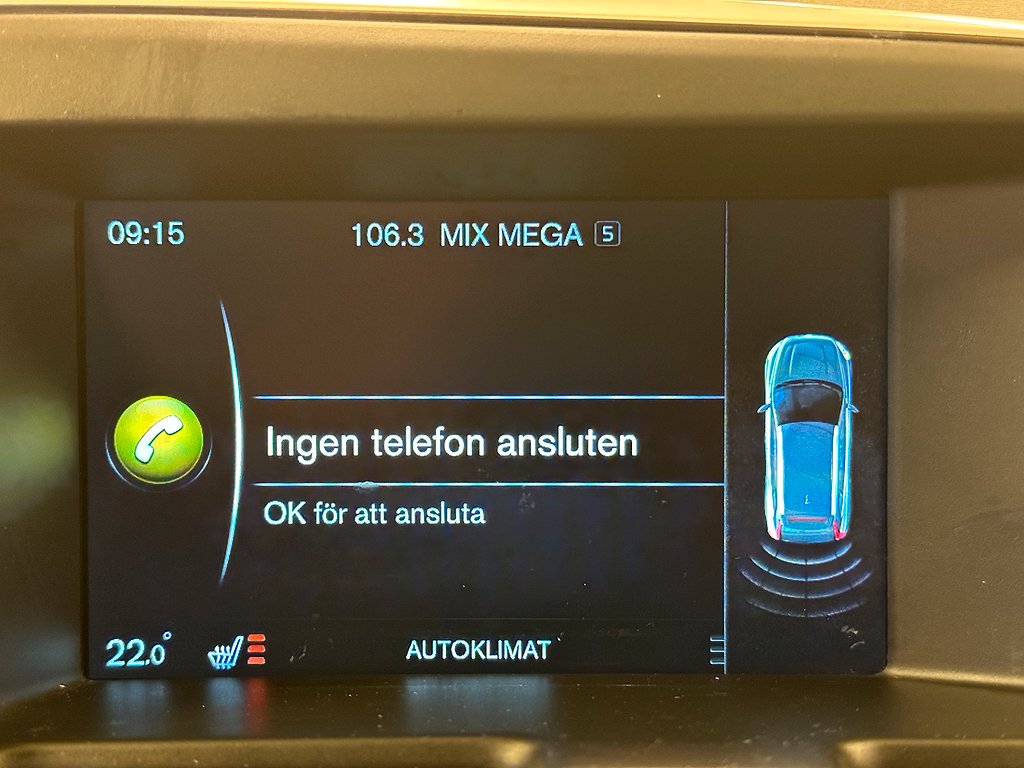 09:15
106.3 MIX MEGA 5
Ingen telefon ansluten
OK för att ansluta
22.0°
AUTOKLIMAT